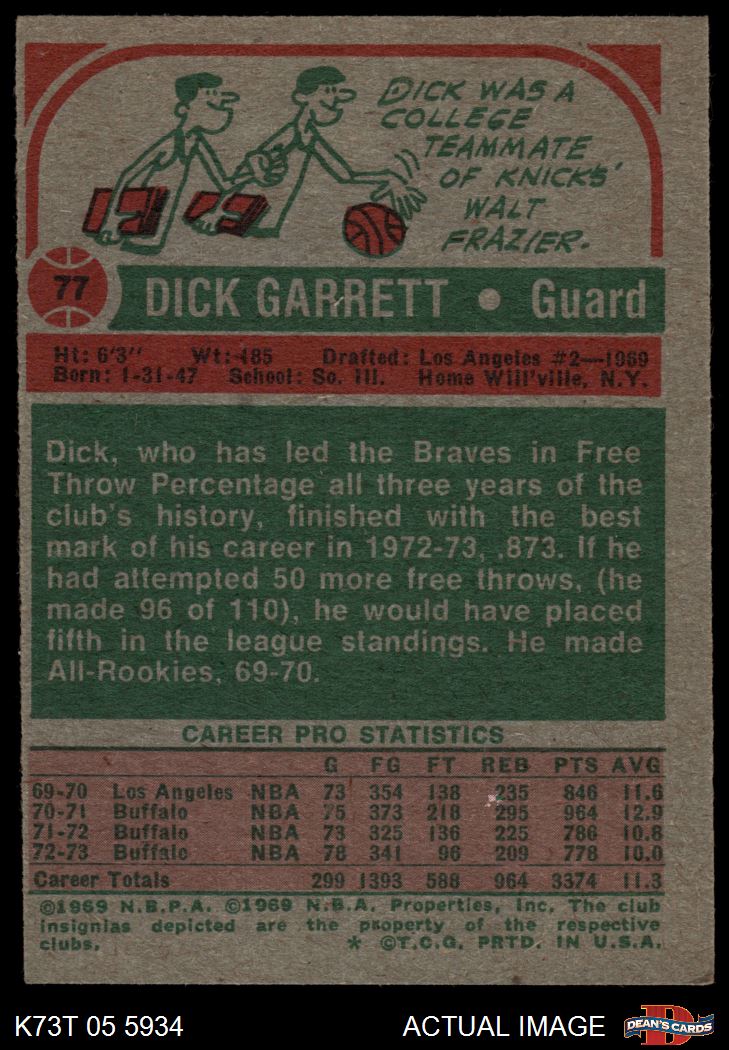 DICK WAS A
COLLEGE
TEAMMATE
OF KNICKS'
WALT
FRAZIER.
77
DICK GARRETT • Guard
Ht: 6'3" Wt: 185 Drafted: Los Angeles #2—1969
Born: 1-31-47 School: So. Ill. Home Will'ville, N.Y.
Dick, who has led the Braves in Free
Throw Percentage all three years of the
club's history, finished with the best
mark of his career in 1972-73, .873. If he
had attempted 50 more free throws, (he
made 96 of 110), he would have placed
fifth in the league standings. He made
All-Rookies, 69-70.
CAREER PRO STATISTICS
G FG FT REB PTS AVG
69-70 Los Angeles NBA 73 354 138 235 846 11.6
70-71 Buffalo NBA 75 373 218 295 964 12.9
71-72 Buffalo NBA 73 325 136 225 786 10.8
72-73 Buffalo NBA 78 341 96 209 778 10.0
Career Totals 299 1393 588 964 3374 11.3
©1969 N.B.P.A. ©1969 N.B.A. Properties, Inc. The club
insignias depicted are the property of the respective
clubs. * ©T.C.G. PRTD. IN U.S.A.
K73T 05 5934 ACTUAL IMAGE
DEAN'S CARDS